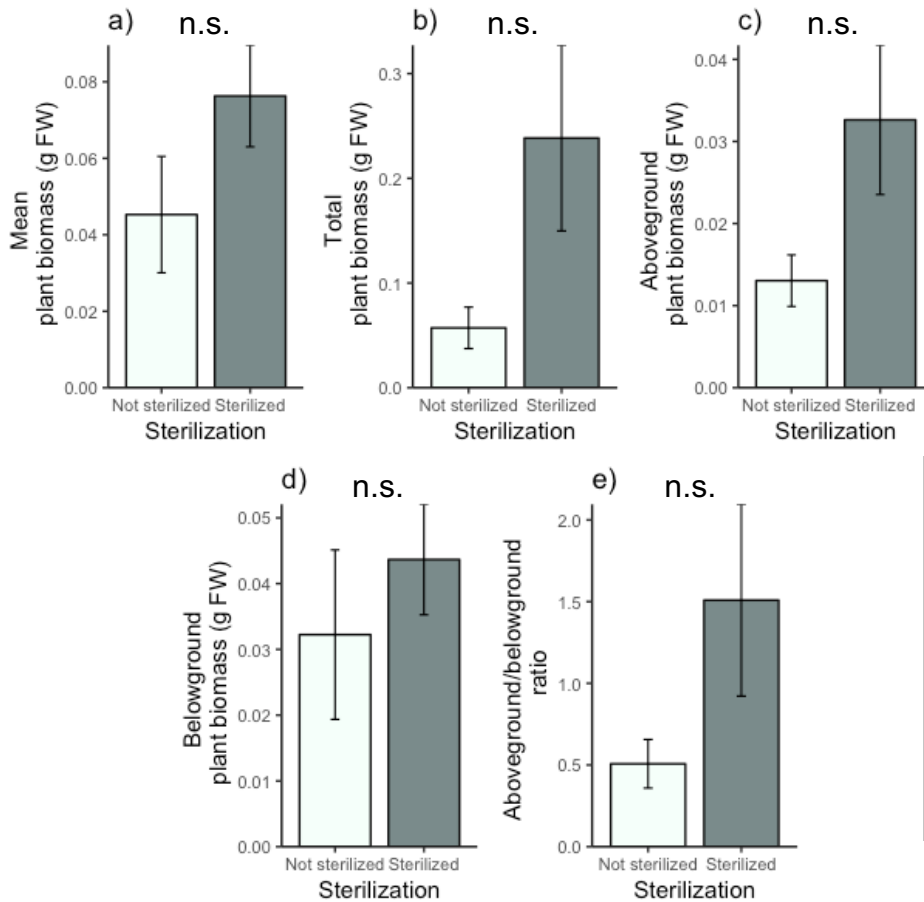 a) n.s.
Mean
plant biomass (g FW)
0.08
0.06
0.04
0.02
0.00
Not sterilized Sterilized
Sterilization
b) n.s.
Total
plant biomass (g FW)
0.3
0.2
0.1
0.0
Not sterilized Sterilized
Sterilization
c) n.s.
Aboveground
plant biomass (g FW)
0.04
0.03
0.02
0.01
0.00
Not sterilized Sterilized
Sterilization
d) n.s.
Belowground
plant biomass (g FW)
0.05
0.04
0.03
0.02
0.01
0.00
Not sterilized Sterilized
Sterilization
e) n.s.
Aboveground/belowground
ratio
2.0
1.5
1.0
0.5
0.0
Not sterilized Sterilized
Sterilization